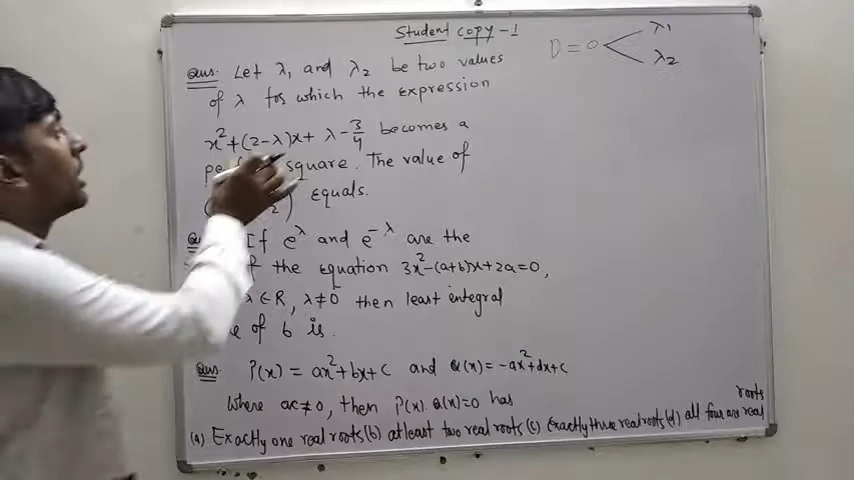 Student copy-1
D = 0 λ1
λ2
Ques. Let λ1 and λ2 be two values
of λ for which the expression
x²+(2-λ)x+ λ-3/4 becomes a
square. The value of
equals.
If e^λ and e^-λ are the
the equation 3x²-(a+b)x+2a=0,
λ∈R, λ≠0 then least integral
of b is.
Ques P(x) = ax²+bx+c and Q(x)=-ax²+dx+c
where ac≠0, then P(x).Q(x)=0 has
(a) Exactly one real roots (b) atleast two real roots (c) Exactly three real roots (d) all four are real
roots